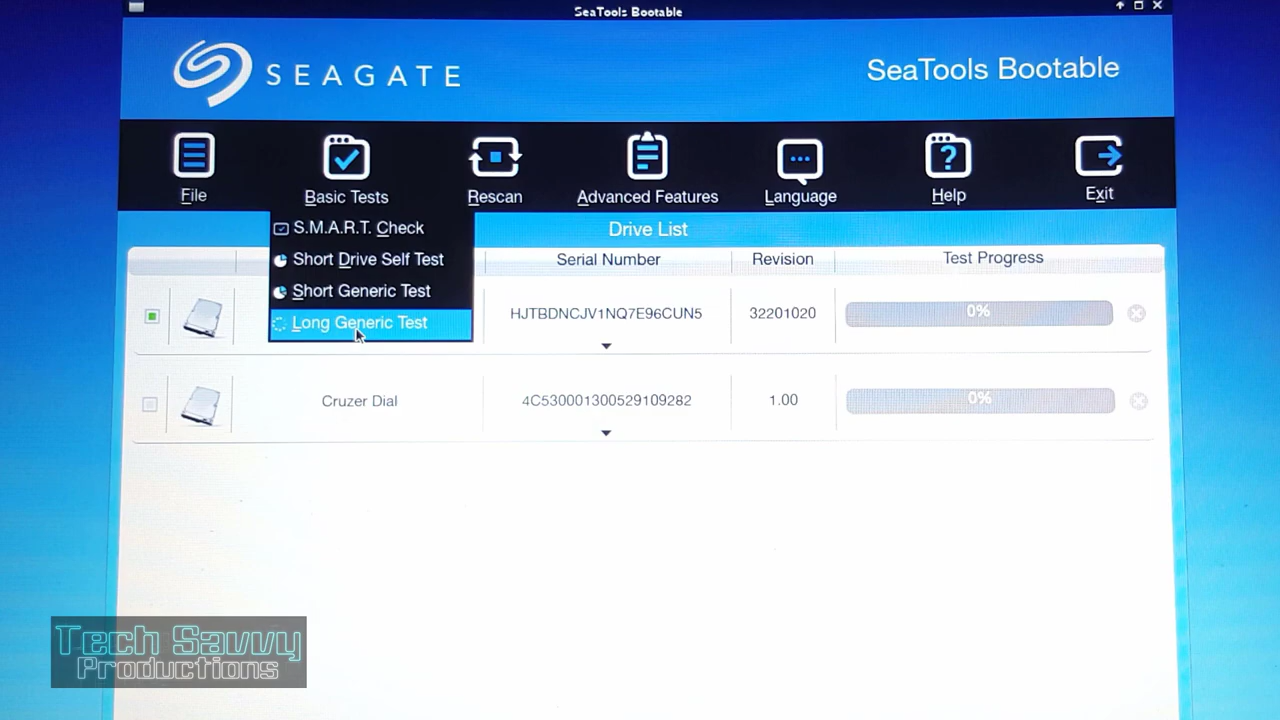 SeaTools Bootable
SEAGATE
SeaTools Bootable
File
Basic Tests
Rescan
Advanced Features
Language
Help
Exit
S.M.A.R.T. Check
Short Drive Self Test
Short Generic Test
Long Generic Test
Drive List
Serial Number
Revision
Test Progress
HJTBDNCJV1NQ7E96CUN5
32201020
0%
Cruzer Dial
4C530001300529109282
1.00
0%
Tech Savvy
Productions